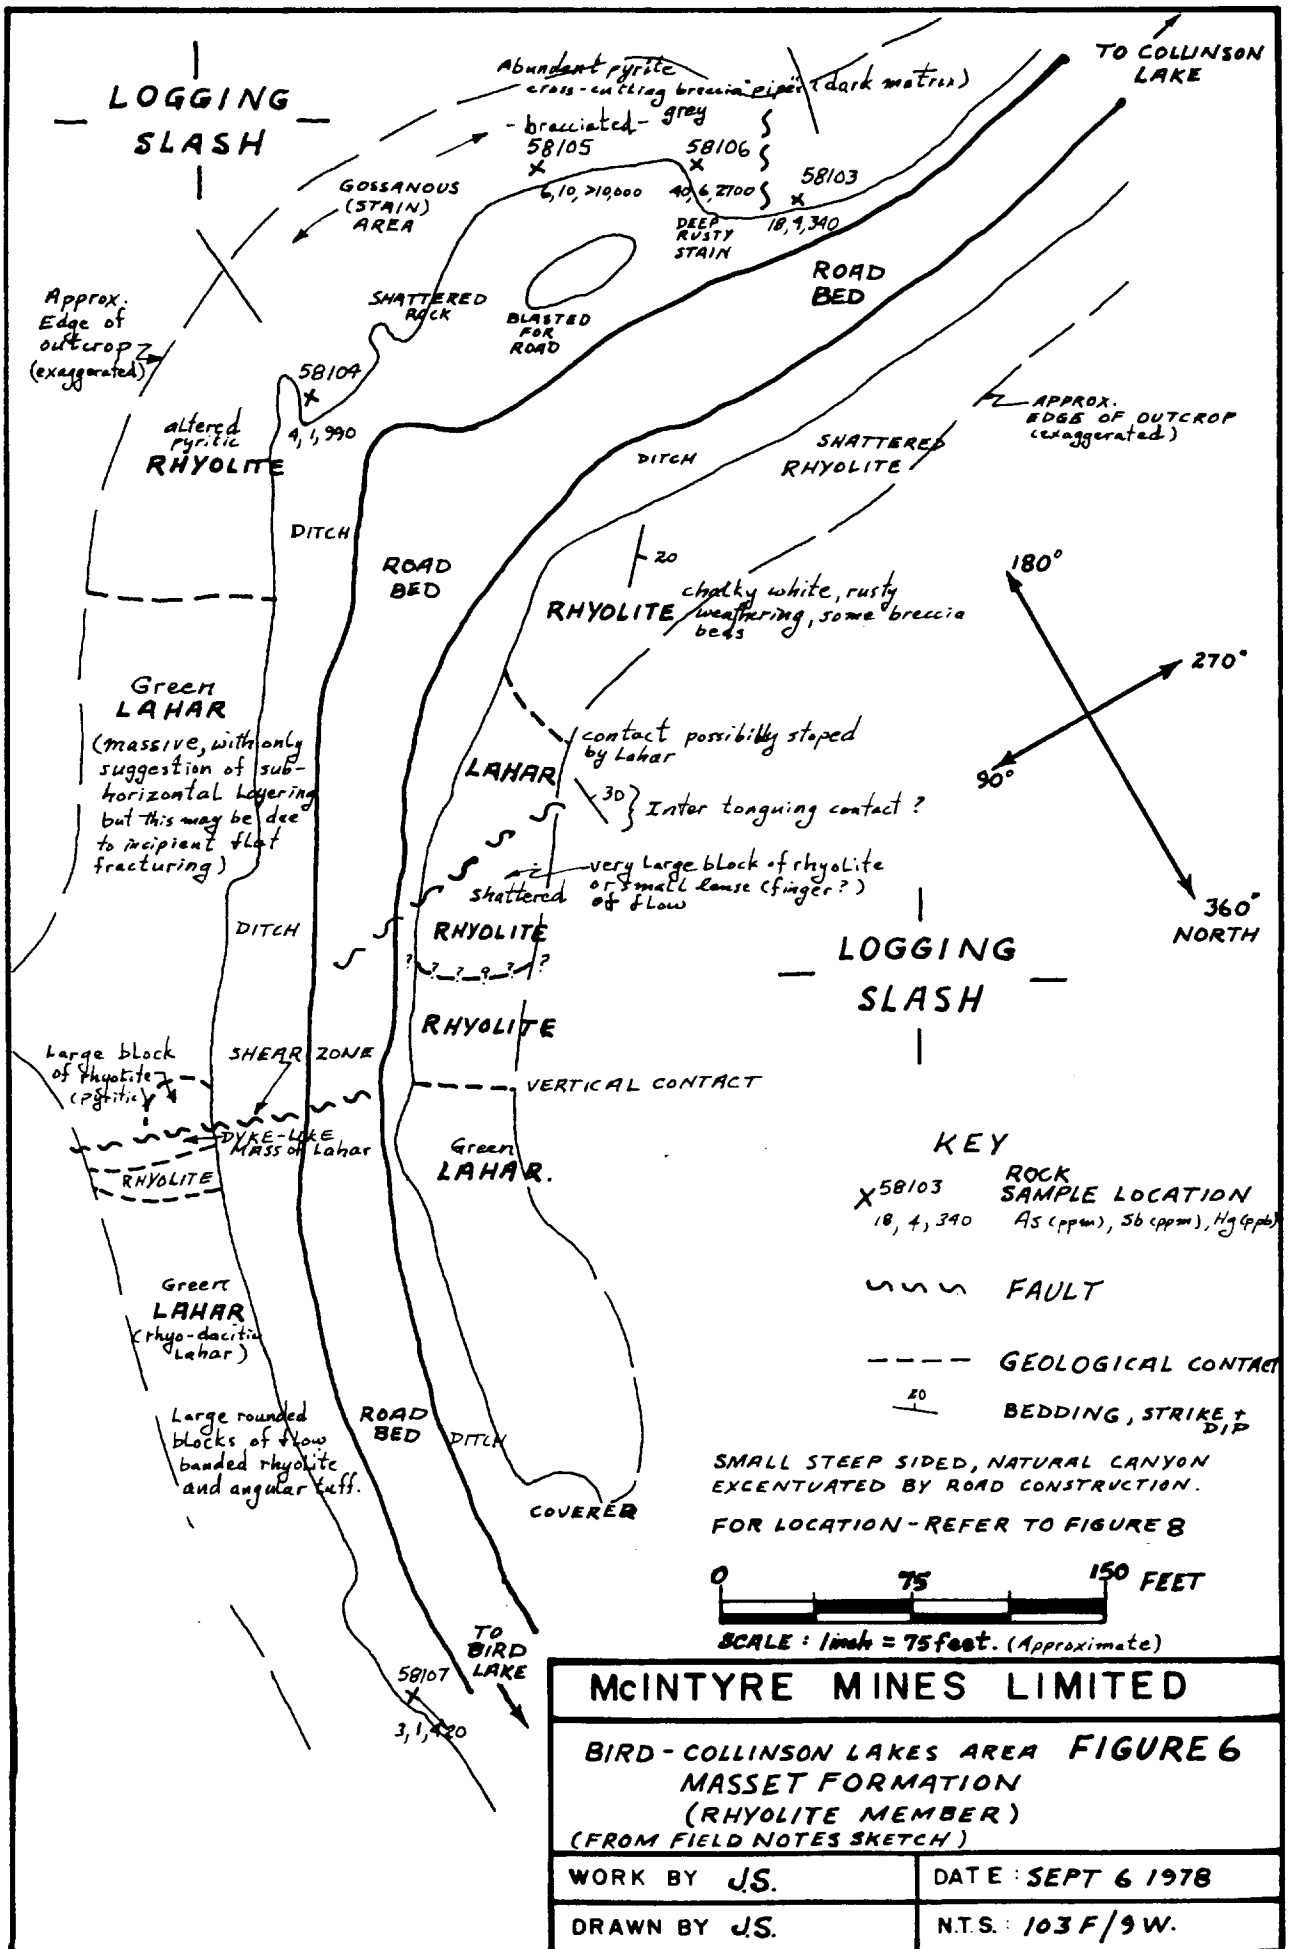 LOGGING
SLASH
Abundant pyrite
cross-cutting breccia "pipes" (dark matrix)
grey
- brecciated -
TO COLLINSON
LAKE
58105
6, 10, >10,000
58106
40, 6, 2700
58103
18, 4, 340
GOSSANOUS
(STAIN)
AREA
DEEP
RUSTY
STAIN
ROAD
BED
SHATTERED
ROCK
BLASTED
FOR
ROAD
Approx.
Edge of
outcrop
(exaggerated)
58104
4, 1, 990
altered
pyritic
RHYOLITE
APPROX.
EDGE OF OUTCROP
(exaggerated)
SHATTERED
RHYOLITE
DITCH
DITCH
ROAD
BED
20
RHYOLITE
chalky white, rusty
weathering, some breccia
beds
180°
270°
90°
360°
NORTH
Green
LAHAR
(massive, with only
suggestion of sub-
horizontal layering
but this may be due
to incipient flat
fracturing)
contact possibilly stoped
by Lahar
LAHAR
30
Inter tonguing contact ?
very Large block of rhyolite
or small lense (finger?)
of flow
shattered
RHYOLITE
? ? ? ? ? ?
DITCH
LOGGING
SLASH
RHYOLITE
Large block
of rhyolite
(pyritic)
SHEAR ZONE
VERTICAL CONTACT
DYKE-LIKE
MASS of Lahar
RHYOLITE
Green
LAHAR.
KEY
58103
18, 4, 340
ROCK
SAMPLE LOCATION
As (ppm), Sb (ppm), Hg (ppb)
FAULT
GEOLOGICAL CONTACT
20
BEDDING, STRIKE +
DIP
Green
LAHAR
(rhyo-dacitic
Lahar)
Large rounded
blocks of flow
banded rhyolite
and angular tuff.
ROAD
BED
DITCH
COVERED
SMALL STEEP SIDED, NATURAL CANYON
EXCENTUATED BY ROAD CONSTRUCTION.
FOR LOCATION - REFER TO FIGURE 8
0 75 150 FEET
SCALE : 1 inch = 75 feet. (Approximate)
TO
BIRD
LAKE
58107
3, 1, 420
McINTYRE MINES LIMITED
BIRD - COLLINSON LAKES AREA FIGURE 6
MASSET FORMATION
(RHYOLITE MEMBER)
(FROM FIELD NOTES SKETCH)
WORK BY J.S.
DATE : SEPT 6 1978
DRAWN BY J.S.
N.T.S. : 103 F/9 W.